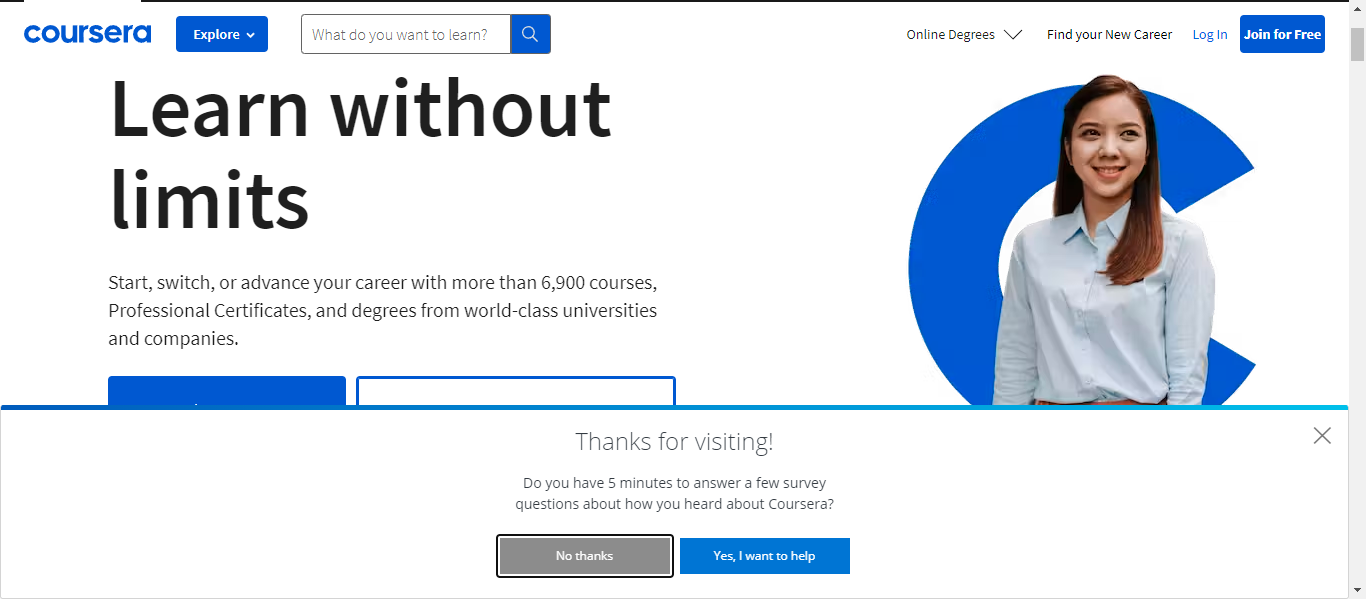 coursera
Explore
What do you want to learn?
Online Degrees
Find your New Career
Log In
Join for Free
Learn without
limits
Start, switch, or advance your career with more than 6,900 courses,
Professional Certificates, and degrees from world-class universities
and companies.
Thanks for visiting!
Do you have 5 minutes to answer a few survey
questions about how you heard about Coursera?
No thanks
Yes, I want to help